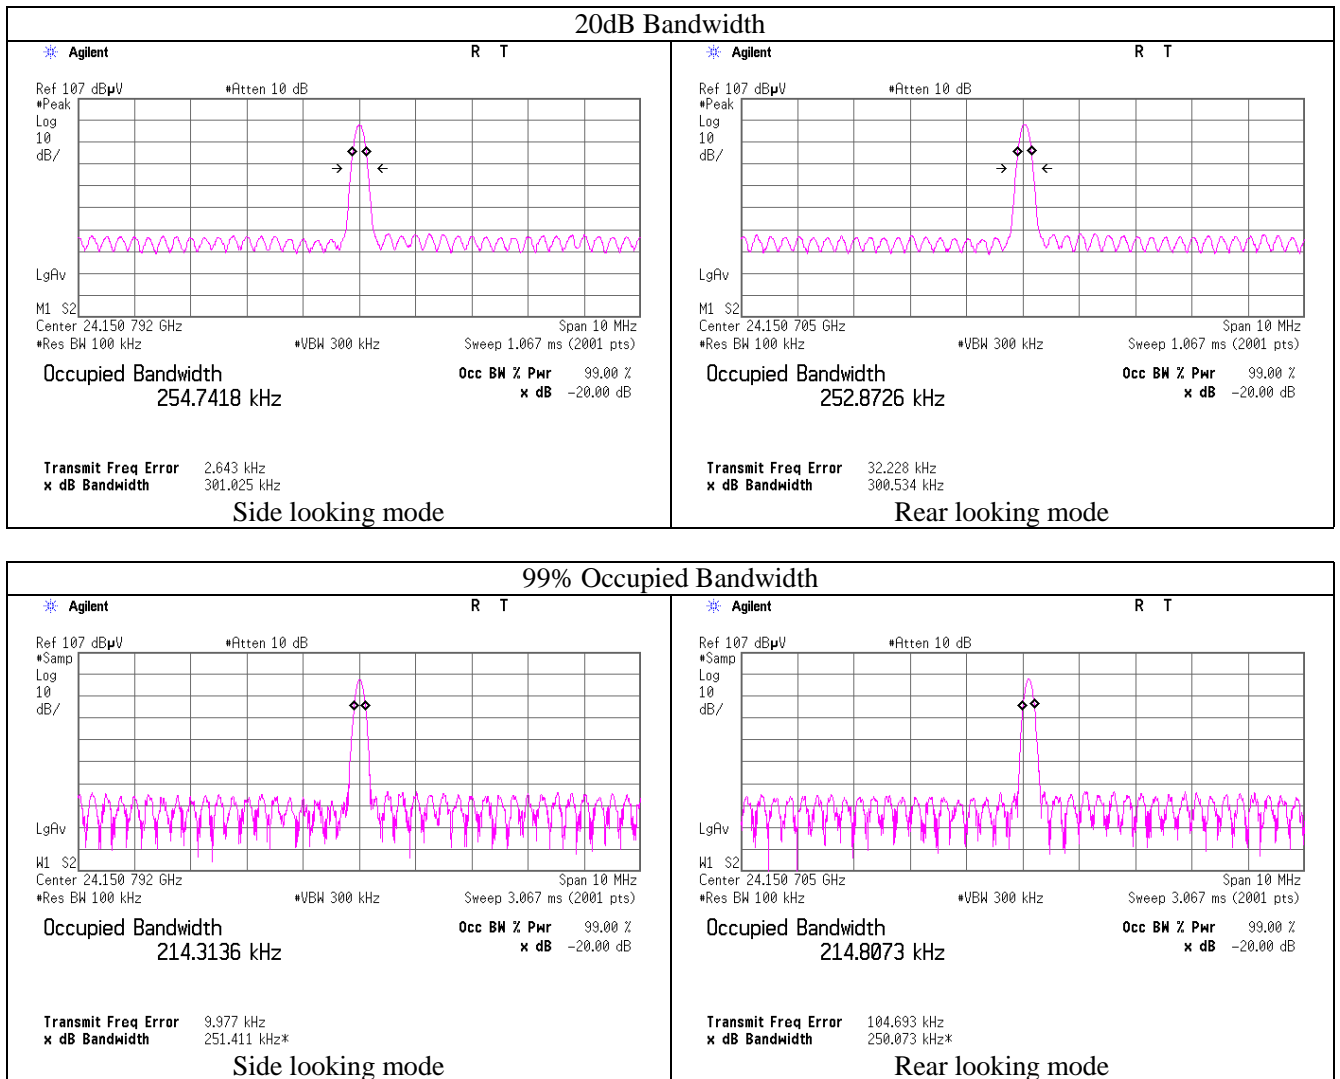 20dB Bandwidth
Agilent R T
Ref 107 dBµV #Atten 10 dB
#Peak
Log
10
dB/
LgAv
M1 S2
Center 24.150 792 GHz Span 10 MHz
#Res BW 100 kHz #VBW 300 kHz Sweep 1.067 ms (2001 pts)
Occupied Bandwidth Occ BW % Pwr 99.00 %
254.7418 kHz x dB -20.00 dB
Transmit Freq Error 2.643 kHz
x dB Bandwidth 301.025 kHz
Side looking mode
Agilent R T
Ref 107 dBµV #Atten 10 dB
#Peak
Log
10
dB/
LgAv
M1 S2
Center 24.150 705 GHz Span 10 MHz
#Res BW 100 kHz #VBW 300 kHz Sweep 1.067 ms (2001 pts)
Occupied Bandwidth Occ BW % Pwr 99.00 %
252.8726 kHz x dB -20.00 dB
Transmit Freq Error 32.228 kHz
x dB Bandwidth 300.534 kHz
Rear looking mode
99% Occupied Bandwidth
Agilent R T
Ref 107 dBµV #Atten 10 dB
#Samp
Log
10
dB/
LgAv
W1 S2
Center 24.150 792 GHz Span 10 MHz
#Res BW 100 kHz #VBW 300 kHz Sweep 3.067 ms (2001 pts)
Occupied Bandwidth Occ BW % Pwr 99.00 %
214.3136 kHz x dB -20.00 dB
Transmit Freq Error 9.977 kHz
x dB Bandwidth 251.411 kHz*
Side looking mode
Agilent R T
Ref 107 dBµV #Atten 10 dB
#Samp
Log
10
dB/
LgAv
W1 S2
Center 24.150 705 GHz Span 10 MHz
#Res BW 100 kHz #VBW 300 kHz Sweep 3.067 ms (2001 pts)
Occupied Bandwidth Occ BW % Pwr 99.00 %
214.8073 kHz x dB -20.00 dB
Transmit Freq Error 104.693 kHz
x dB Bandwidth 250.073 kHz*
Rear looking mode